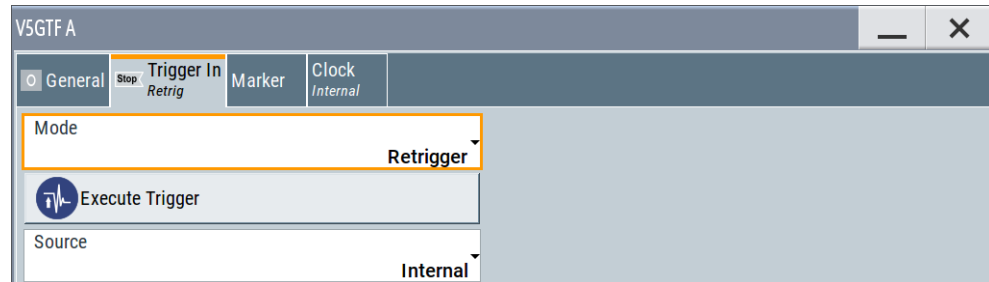 V5GTF A
General
Stop
Trigger In
Retrig
Marker
Clock
Internal
Mode
Retrigger
Execute Trigger
Source
Internal